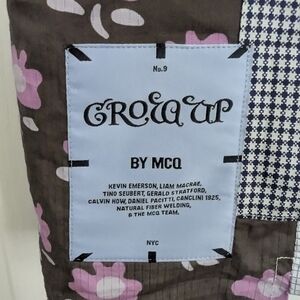 No.9
GROW UP
BY MCQ
KEVIN EMERSON, LIAM MACRAE,
TINO SEUBERT, GERALD STRATFORD,
CALVIN HOW, DANIEL PACITTI, CANCLINI 1925,
NATURAL FIBER WELDING,
& THE MCQ TEAM.
NYC